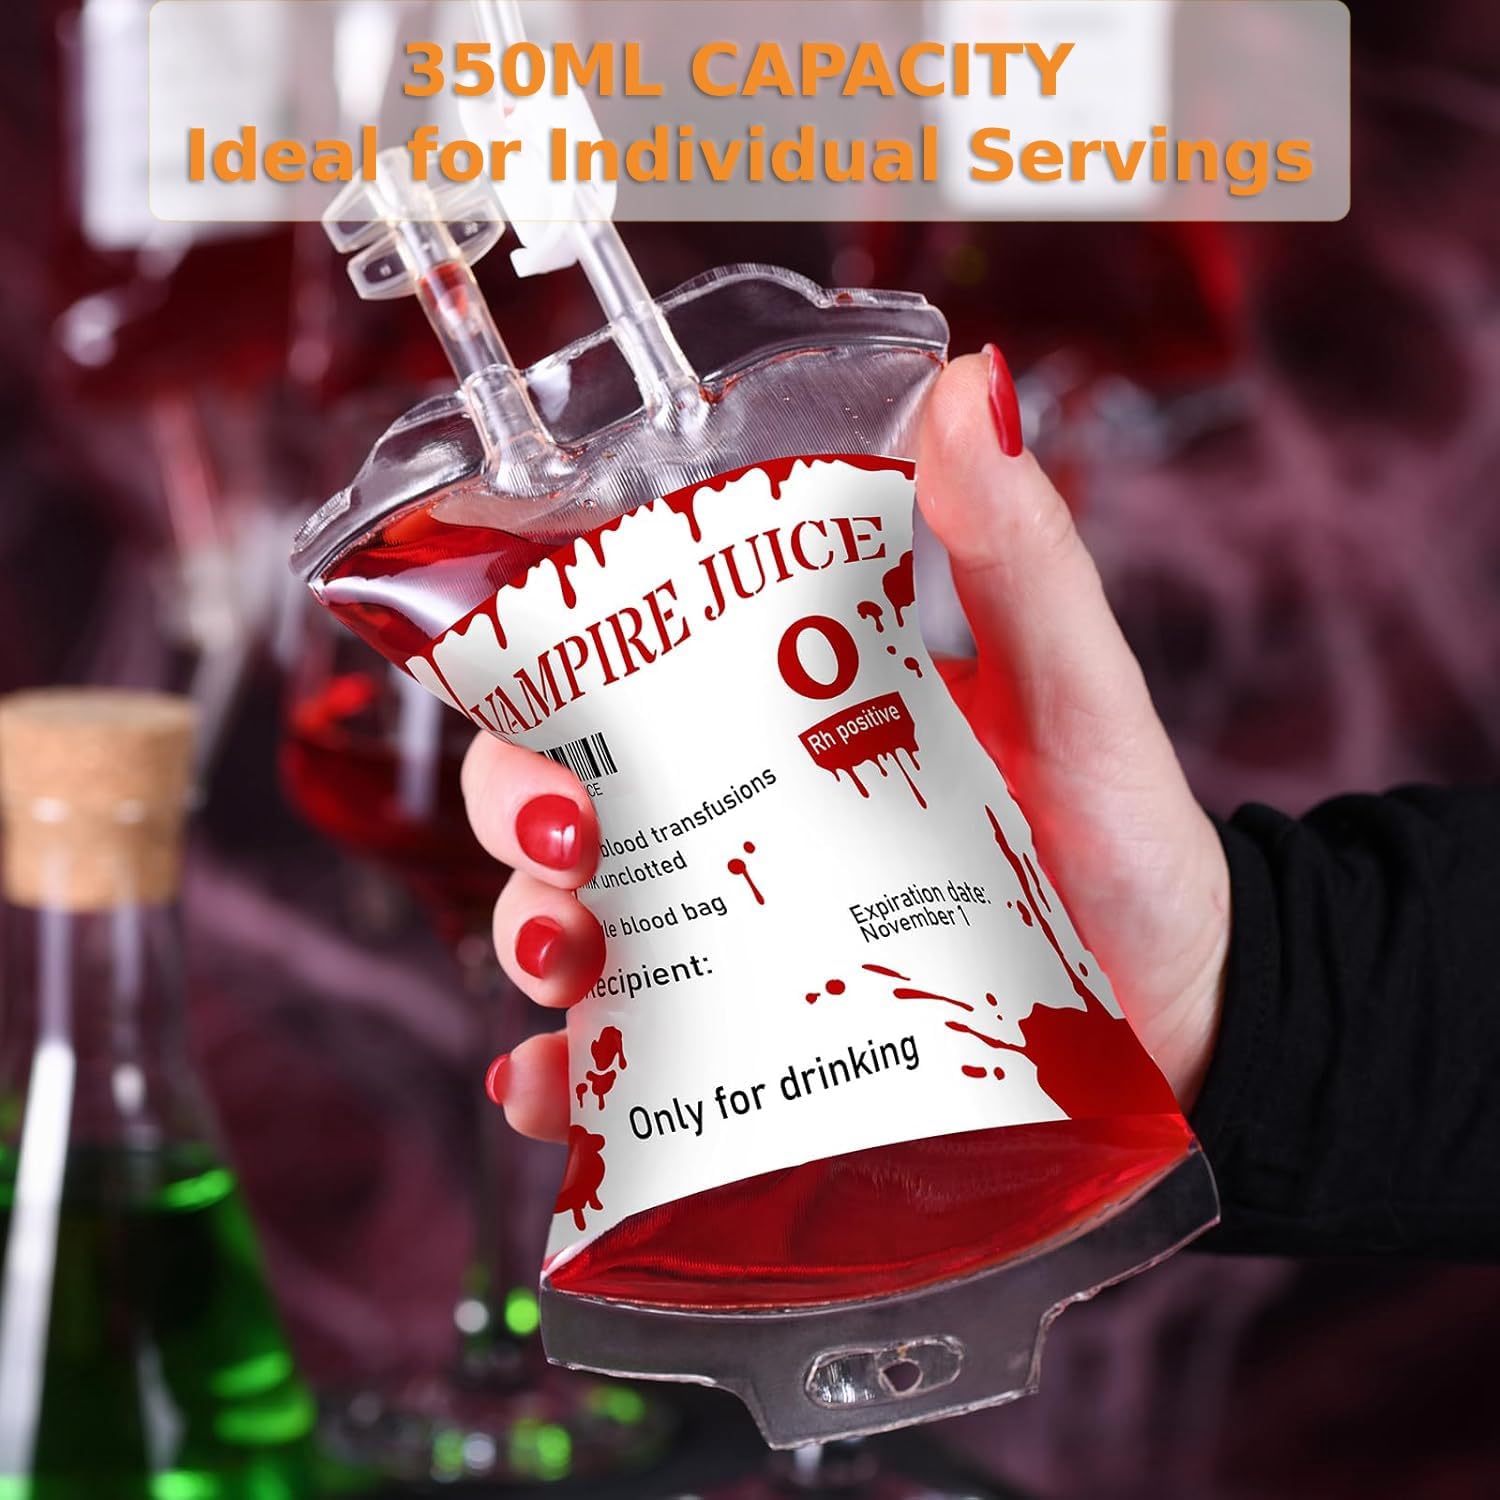 350ML CAPACITY
Ideal for Individual Servings
VAMPIRE JUICE
O
Rh positive
blood transfusions
unclotted
blood bag
Expiration date:
November 1
Only for drinking